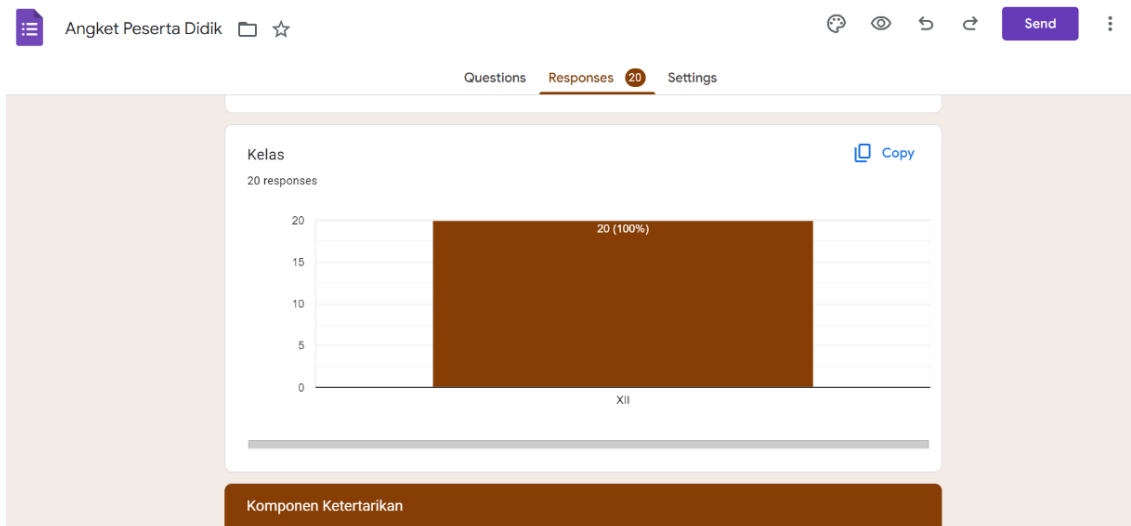 Angket Peserta Didik
Send
Questions Responses 20 Settings
Kelas
Copy
20 responses
20
20 (100%)
15
10
5
0
XII
Komponen Ketertarikan